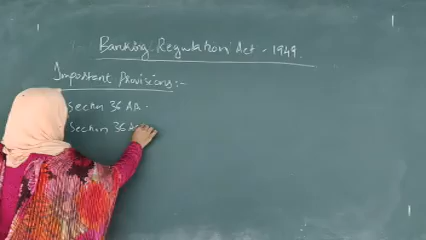 Banking Regulation Act - 1949.
Important Provisions:-
Section 36 AA -
Section 36 A